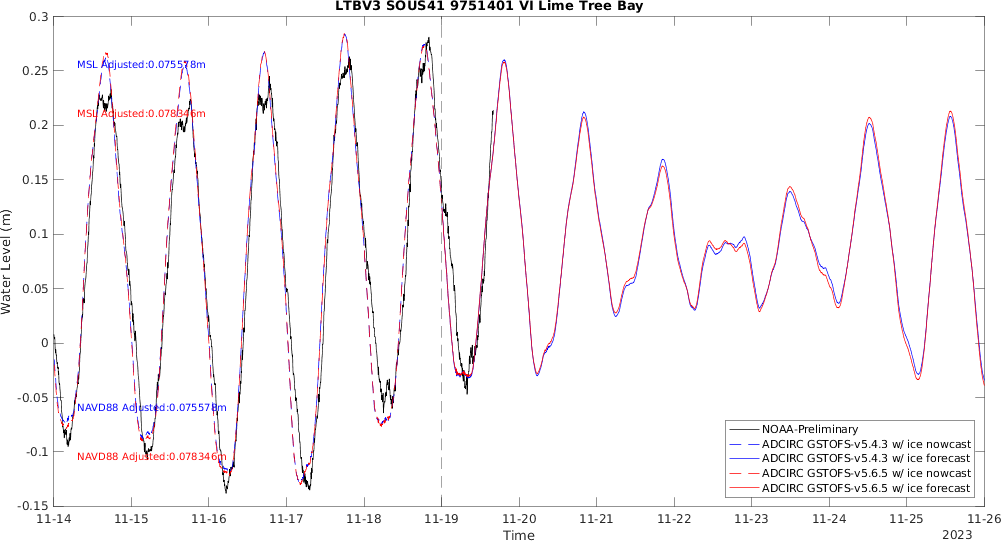 LTBV3 SOUS41 9751401 VI Lime Tree Bay
0.3
0.25
0.2
0.15
0.1
0.05
0
-0.05
-0.1
-0.15
Water Level (m)
MSL Adjusted:0.075578m
MSL Adjusted:0.078346m
NAVD88 Adjusted:0.075578m
NAVD88 Adjusted:0.078346m
NOAA-Preliminary
ADCIRC GSTOFS-v5.4.3 w/ ice nowcast
ADCIRC GSTOFS-v5.4.3 w/ ice forecast
ADCIRC GSTOFS-v5.6.5 w/ ice nowcast
ADCIRC GSTOFS-v5.6.5 w/ ice forecast
11-14 11-15 11-16 11-17 11-18 11-19 11-20 11-21 11-22 11-23 11-24 11-25 11-26
Time
2023